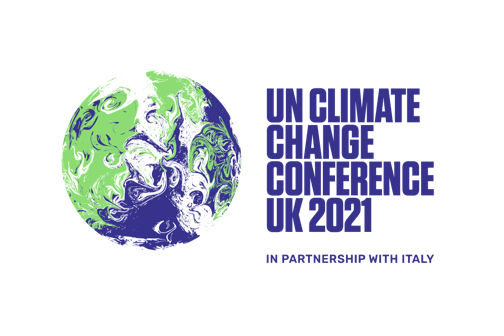 UN CLIMATE
CHANGE
CONFERENCE
UK 2021
IN PARTNERSHIP WITH ITALY